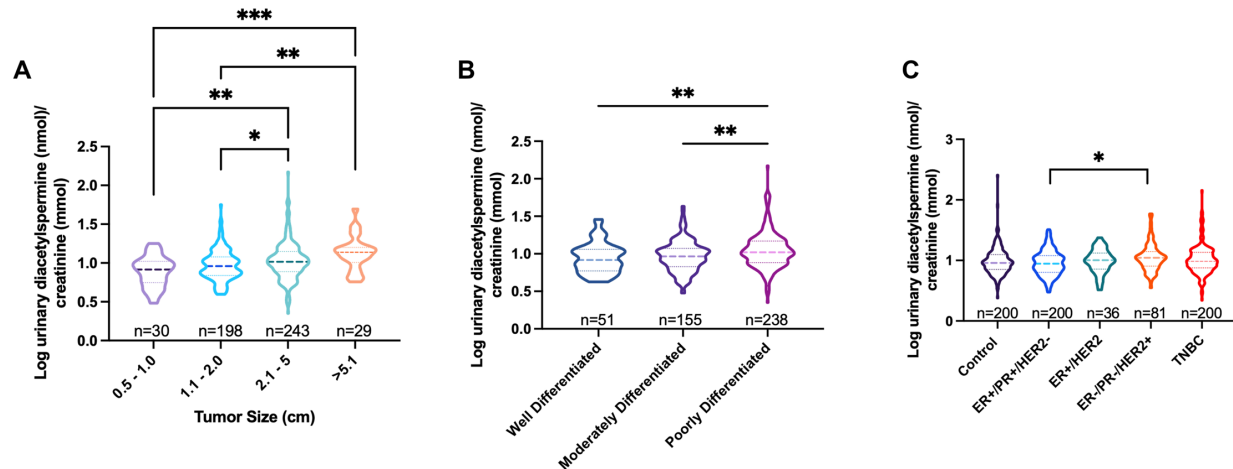 A
Log urinary diacetylspermine (nmol)/
creatinine (mmol)
2.5
2.0
1.5
1.0
0.5
0.0
***
**
**
*
n=30 n=198 n=243 n=29
0.5 - 1.0
1.1 - 2.0
2.1 - 5
>5.1
Tumor Size (cm)
B
Log urinary diacetylspermine (nmol)/
creatinine (mmol)
2.5
2.0
1.5
1.0
0.5
0.0
**
**
n=51 n=155 n=238
Well Differentiated
Moderately Differentiated
Poorly Differentiated
C
Log urinary diacetylspermine (nmol)/
creatinine (mmol)
3
2
1
0
*
n=200 n=200 n=36 n=81 n=200
Control
ER+/PR+/HER2-
ER+/HER2
ER-/PR-/HER2+
TNBC